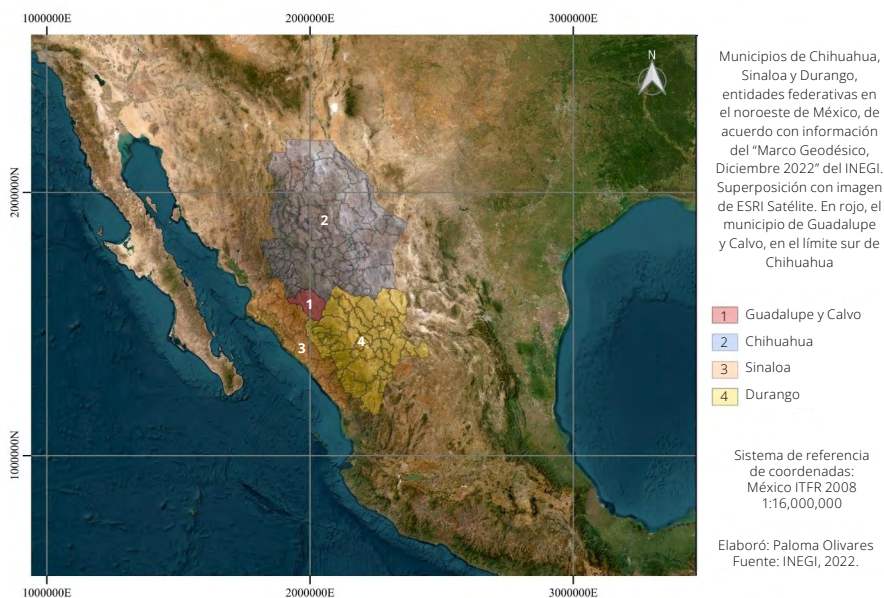 1000000E
2000000E
3000000E
N
Municipios de Chihuahua,
Sinaloa y Durango,
entidades federativas en
el noroeste de México, de
acuerdo con información
del “Marco Geodésico,
Diciembre 2022” del INEGI.
Superposición con imagen
de ESRI Satélite. En rojo, el
municipio de Guadalupe
y Calvo, en el límite sur de
Chihuahua
2000000N
1000000N
2
1
3
4
1 Guadalupe y Calvo
2 Chihuahua
3 Sinaloa
4 Durango
Sistema de referencia
de coordenadas:
México ITFR 2008
1:16,000,000
Elaboró: Paloma Olivares
Fuente: INEGI, 2022.
1000000E
2000000E
3000000E